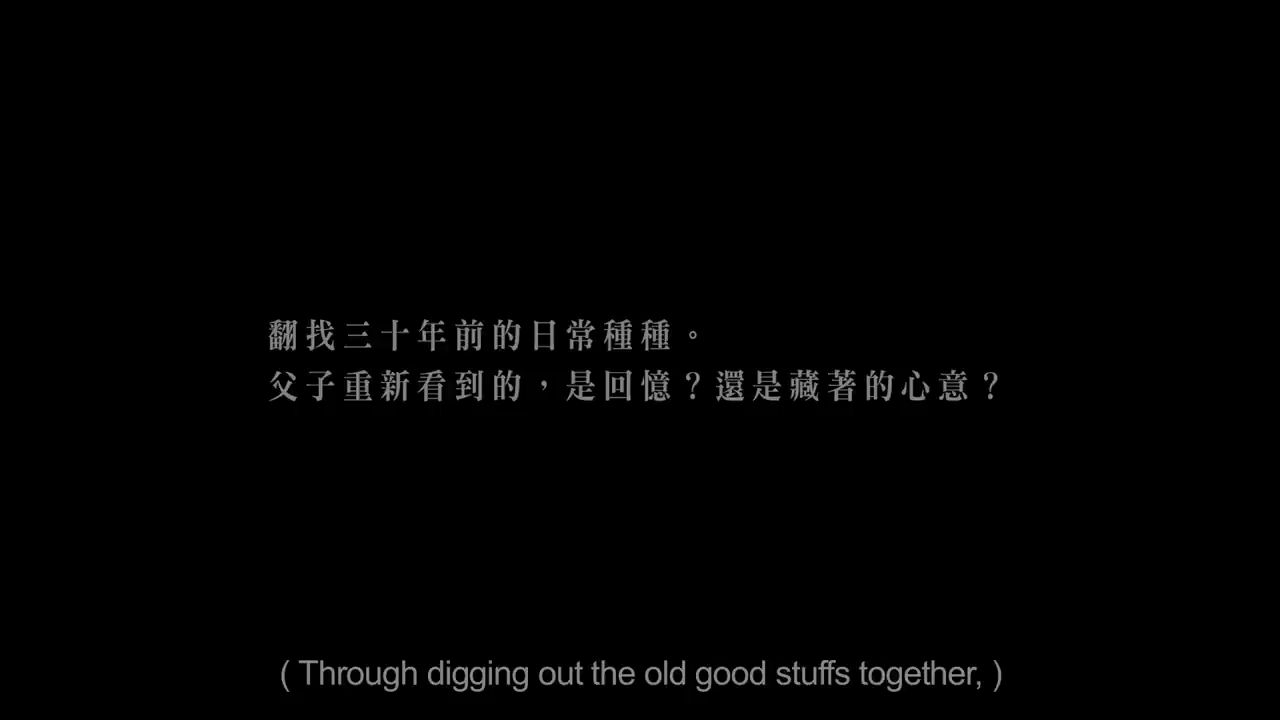 翻找三十年前的日常種種。
父子重新看到的，是回憶？還是藏著的心意？
( Through digging out the old good stuffs together, )